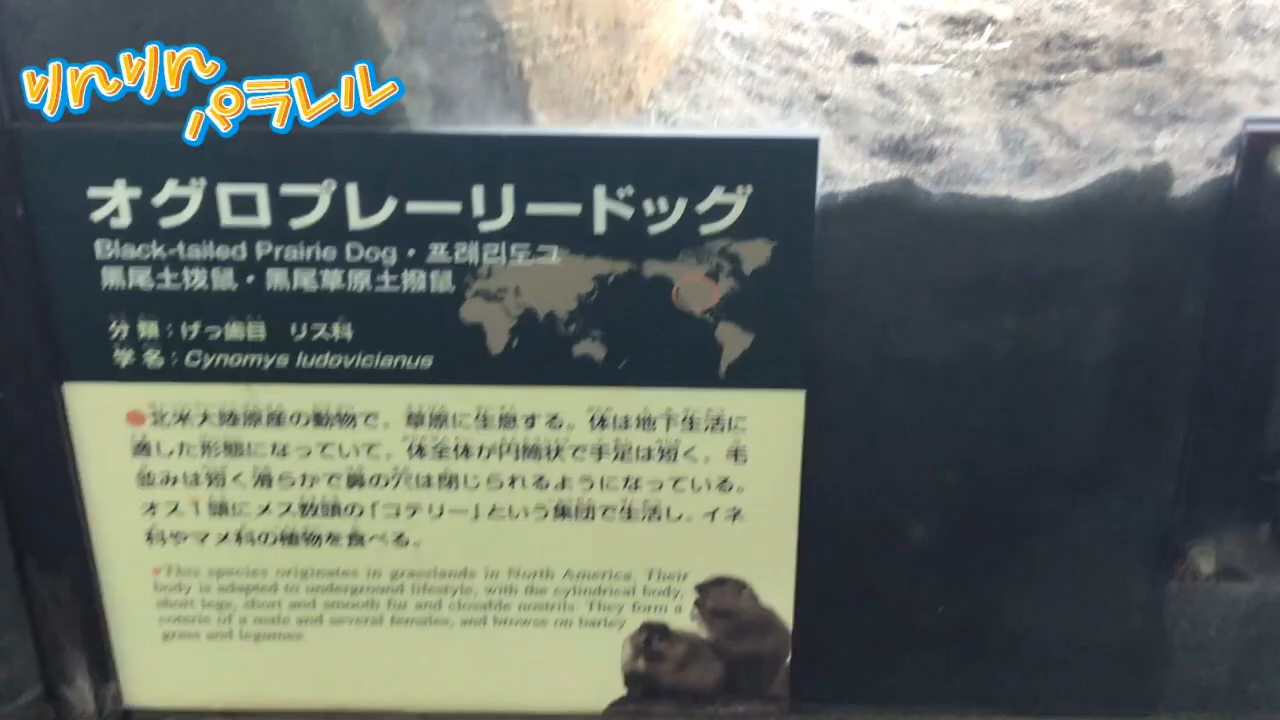 りんりん
パラレル
オグロプレーリードッグ
Black-tailed Prairie Dog・프레리도그
黒尾土拨鼠・黒尾草原土撥鼠
分 類：げっ歯目 リス科
学 名：Cynomys ludovicianus
●北米大陸原産の動物で、草原に生息する。体は地下生活に
適した形態になっていて、体全体が円筒状で手足は短く、毛
並みは短く滑らかで鼻の穴は閉じられるようになっている。
オス1頭にメス数頭の「コテリー」という集団で生活し、イネ
科やマメ科の植物を食べる。
●This species originates in grasslands in North America. Their
body is adapted to underground lifestyle, with the cylindrical body,
short legs, short and smooth fur and closable nostrils. They form a
coterie of a male and several females, and browse on barley
grass and legumes